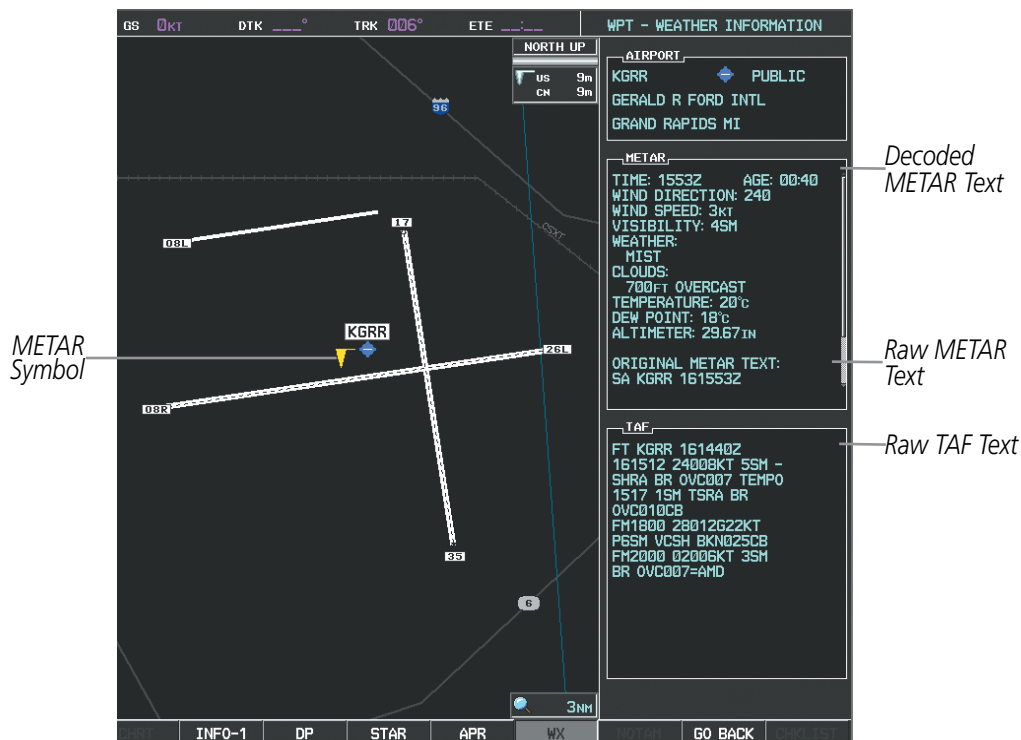 GS 0KT DTK ___° TRK 006° ETE __:__
WPT - WEATHER INFORMATION
NORTH UP
US 9m
CN 9m
96
CSXT
17
08L
KGRR
26L
08R
35
6
3NM
METAR
Symbol
AIRPORT
KGRR PUBLIC
GERALD R FORD INTL
GRAND RAPIDS MI
METAR
TIME: 1553Z AGE: 00:40
WIND DIRECTION: 240
WIND SPEED: 3KT
VISIBILITY: 4SM
WEATHER:
MIST
CLOUDS:
700FT OVERCAST
TEMPERATURE: 20°C
DEW POINT: 18°C
ALTIMETER: 29.67IN
ORIGINAL METAR TEXT:
SA KGRR 161553Z
TAF
FT KGRR 161440Z
161512 24008KT 5SM -
SHRA BR OVC007 TEMPO
1517 1SM TSRA BR
OVC010CB
FM1800 28012G22KT
P6SM VCSH BKN025CB
FM2000 02006KT 3SM
BR OVC007=AMD
Decoded
METAR Text
Raw METAR
Text
Raw TAF Text
CHRT INFO-1 DP STAR APR WX NOTAM GO BACK CHKLIST